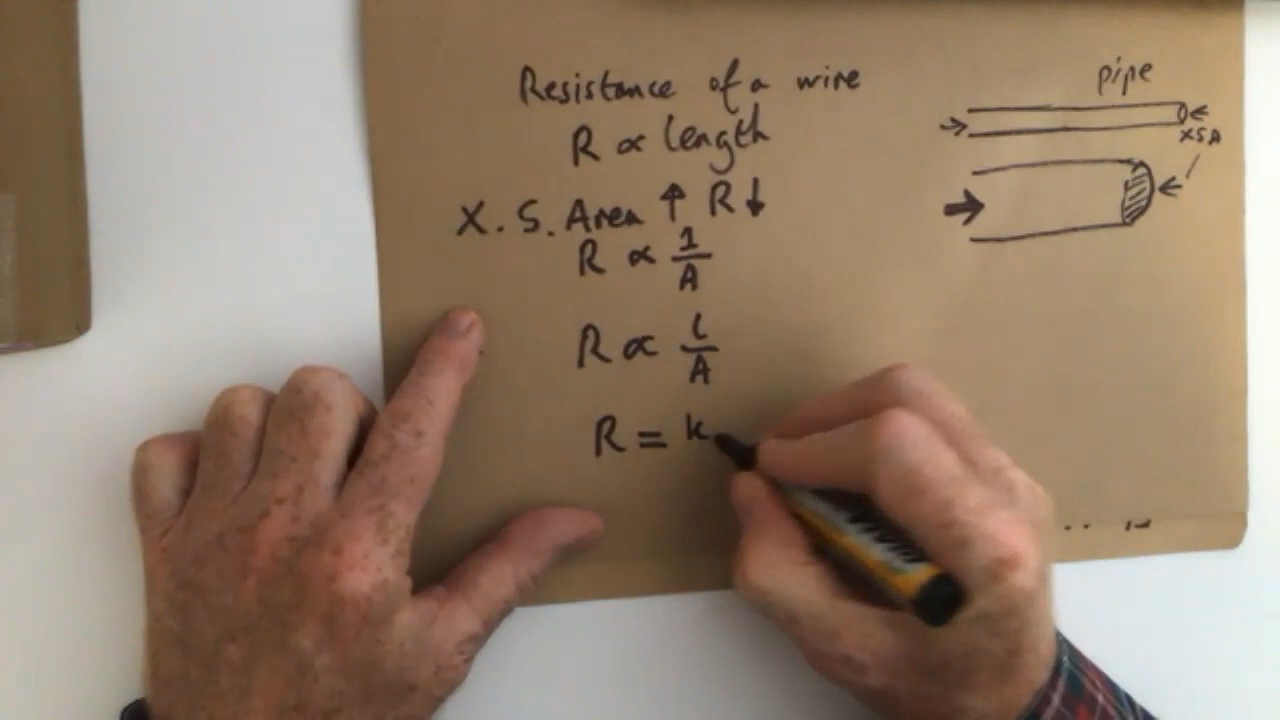 Resistance of a wire
R ∝ length
X.S. Area ↑ R ↓
R ∝ 1/A
R ∝ l/A
R = k
pipe
XSA